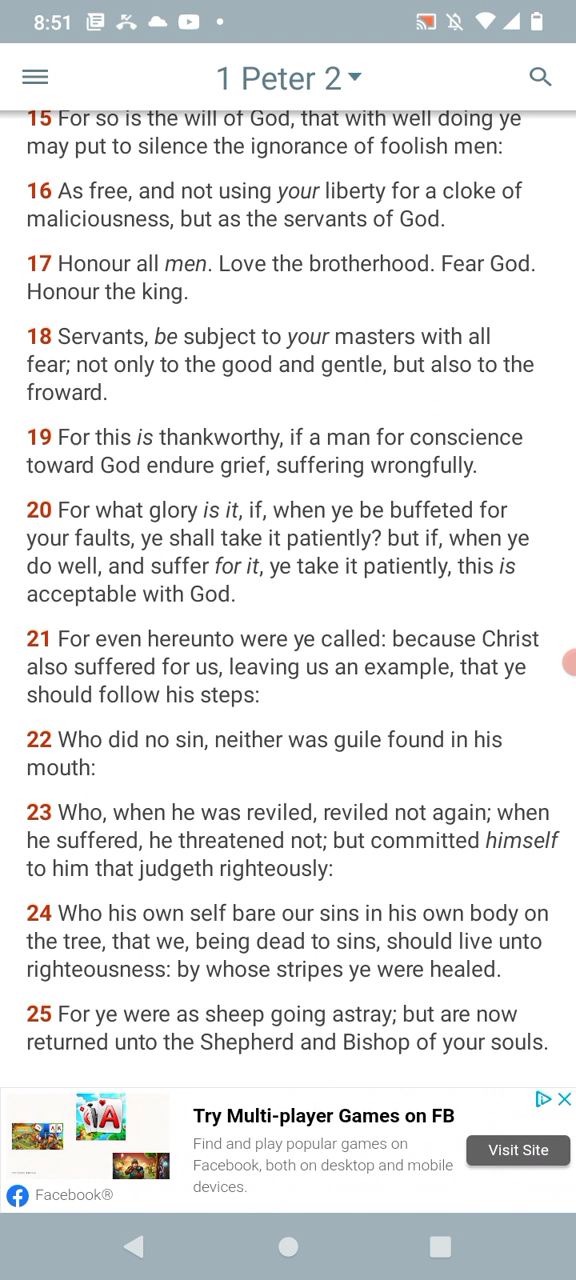 8:51
1 Peter 2
15 For so is the will of God, that with well doing ye
may put to silence the ignorance of foolish men:
16 As free, and not using your liberty for a cloke of
maliciousness, but as the servants of God.
17 Honour all men. Love the brotherhood. Fear God.
Honour the king.
18 Servants, be subject to your masters with all
fear; not only to the good and gentle, but also to the
froward.
19 For this is thankworthy, if a man for conscience
toward God endure grief, suffering wrongfully.
20 For what glory is it, if, when ye be buffeted for
your faults, ye shall take it patiently? but if, when ye
do well, and suffer for it, ye take it patiently, this is
acceptable with God.
21 For even hereunto were ye called: because Christ
also suffered for us, leaving us an example, that ye
should follow his steps:
22 Who did no sin, neither was guile found in his
mouth:
23 Who, when he was reviled, reviled not again; when
he suffered, he threatened not; but committed himself
to him that judgeth righteously:
24 Who his own self bare our sins in his own body on
the tree, that we, being dead to sins, should live unto
righteousness: by whose stripes ye were healed.
25 For ye were as sheep going astray; but are now
returned unto the Shepherd and Bishop of your souls.
A
Facebook®
Try Multi-player Games on FB
Find and play popular games on
Facebook, both on desktop and mobile
devices.
Visit Site